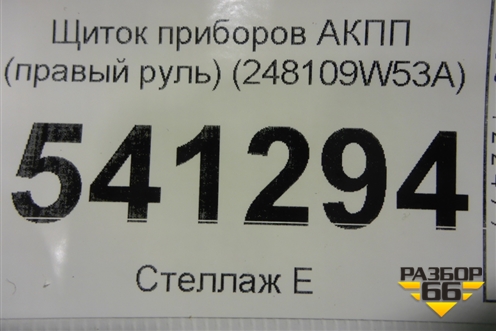 Щиток приборов АКПП
(правый руль) (248109W53A)
541294
Стеллаж Е
РАЗБОР
66